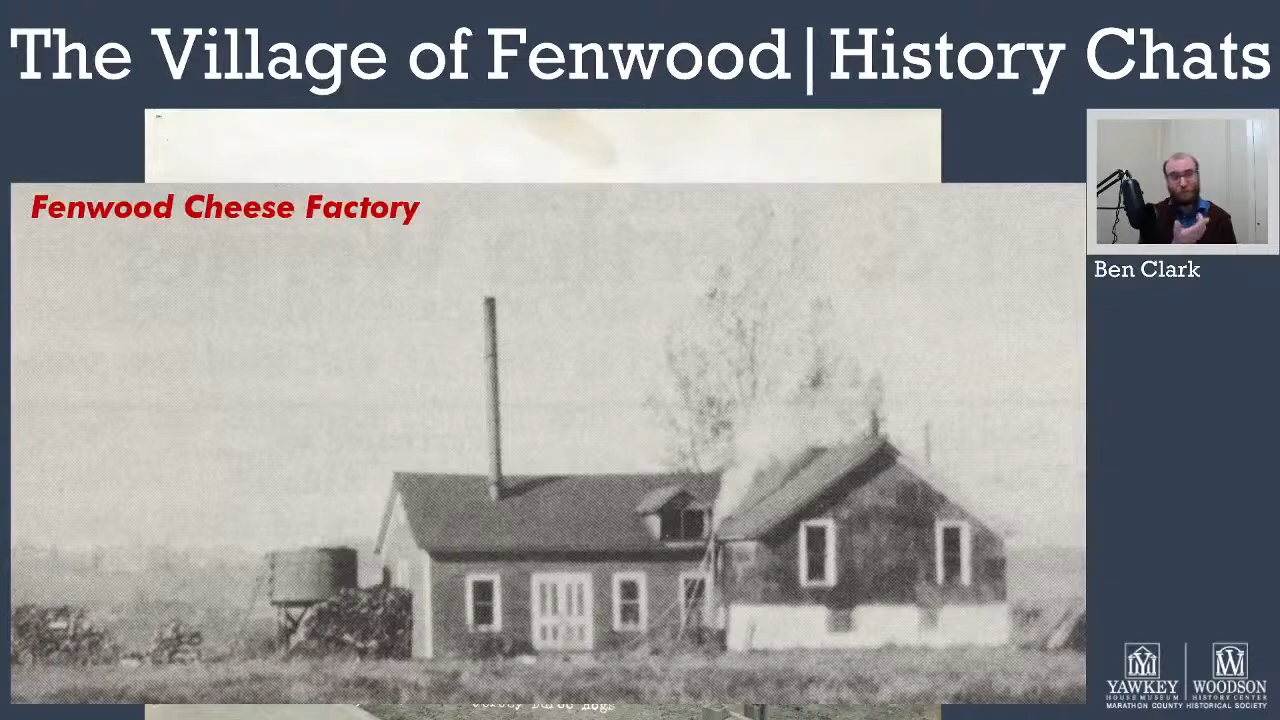 The Village of Fenwood|History Chats
Fenwood Cheese Factory
Ben Clark
Hogs
YAWKEY
HOUSE MUSEUM
WOODSON
HISTORY CENTER
MARATHON COUNTY HISTORICAL SOCIETY